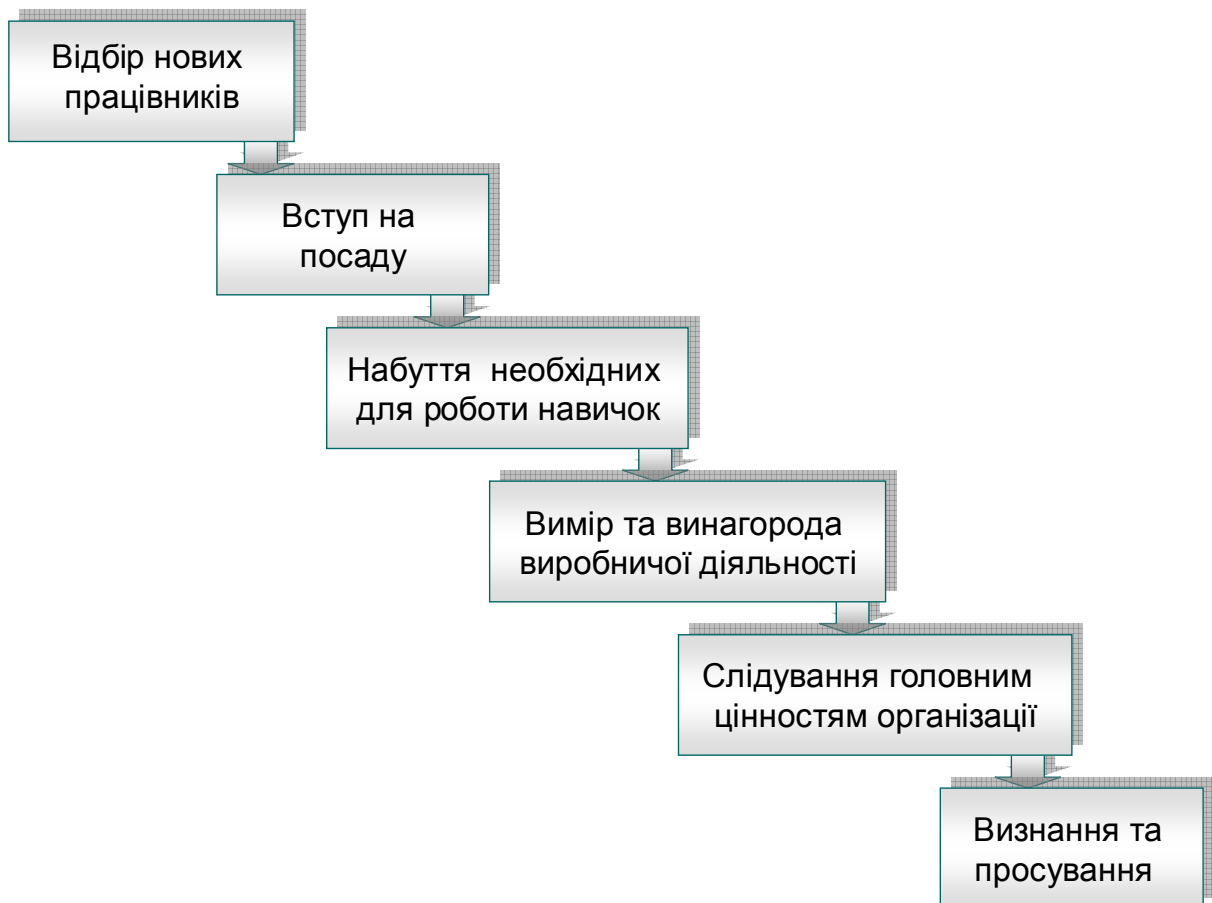 Відбір нових
працівників
Вступ на
посаду
Набуття необхідних
для роботи навичок
Вимір та винагорода
виробничої діяльності
Слідування головним
цінностям організації
Визнання та
просування